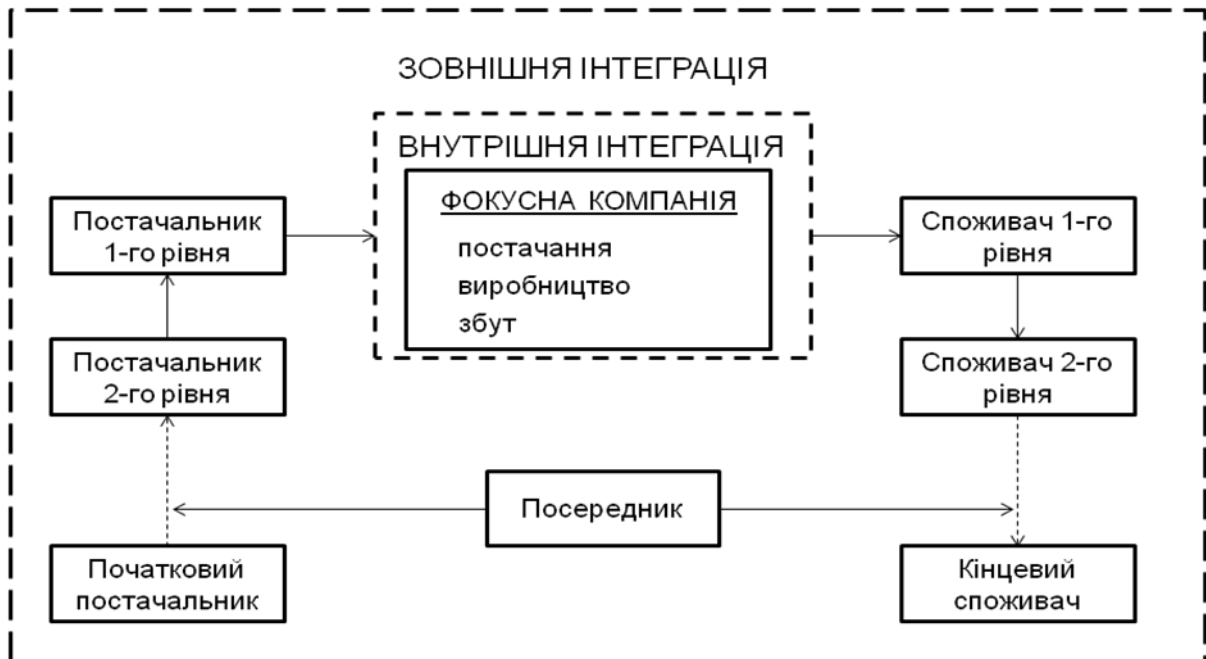 ЗОВНІШНЯ ІНТЕГРАЦІЯ
ВНУТРІШНЯ ІНТЕГРАЦІЯ
ФОКУСНА КОМПАНІЯ
постачання
виробництво
збут
Постачальник
1-го рівня
Постачальник
2-го рівня
Початковий
постачальник
Посередник
Споживач 1-го
рівня
Споживач 2-го
рівня
Кінцевий
споживач